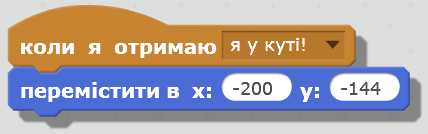 коли я отримаю я у куті!
перемістити в x: -200 y: -144